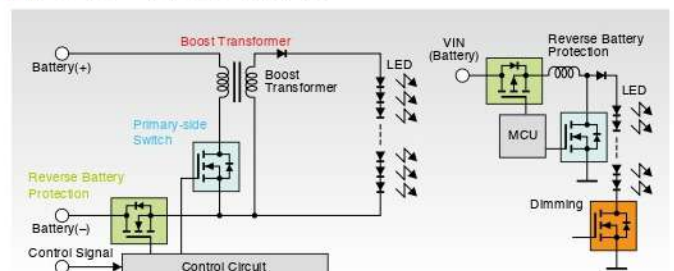 Boost Transformer
Battery(+)
Boost
Transformer
LED
Primary-side
Switch
Reverse Battery
Protection
Battery(−)
Control Signal
Control Circuit
VIN
(Battery)
Reverse Battery
Protection
LED
MCU
Dimming